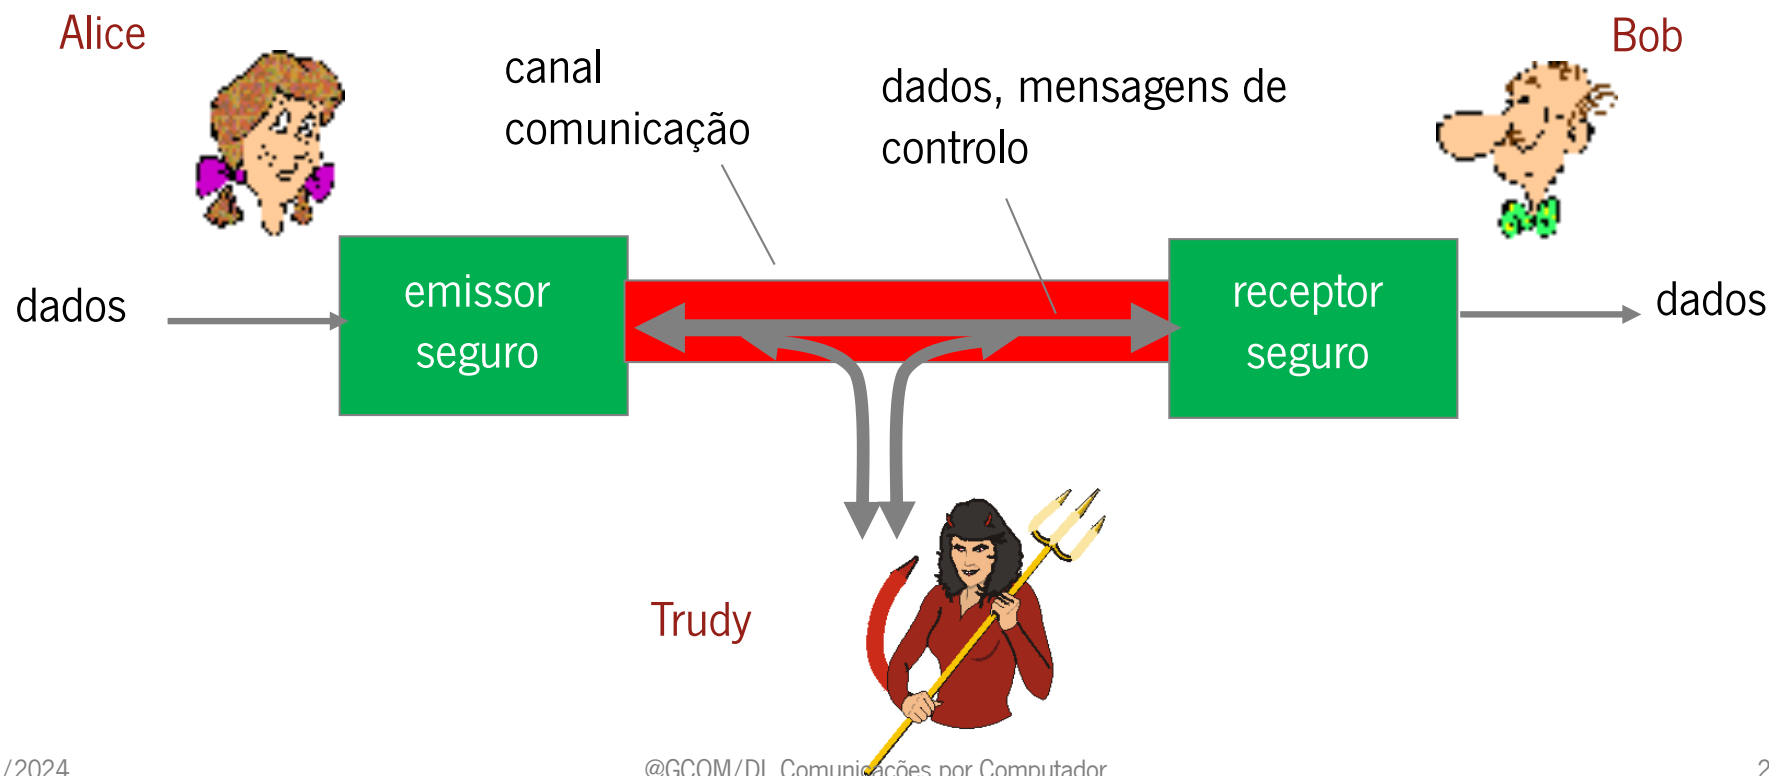 Alice
Bob
canal
comunicação
dados, mensagens de
controlo
dados
emissor
seguro
receptor
seguro
dados
Trudy
/2024
@GCOM/DI Comunicações por Computador
2